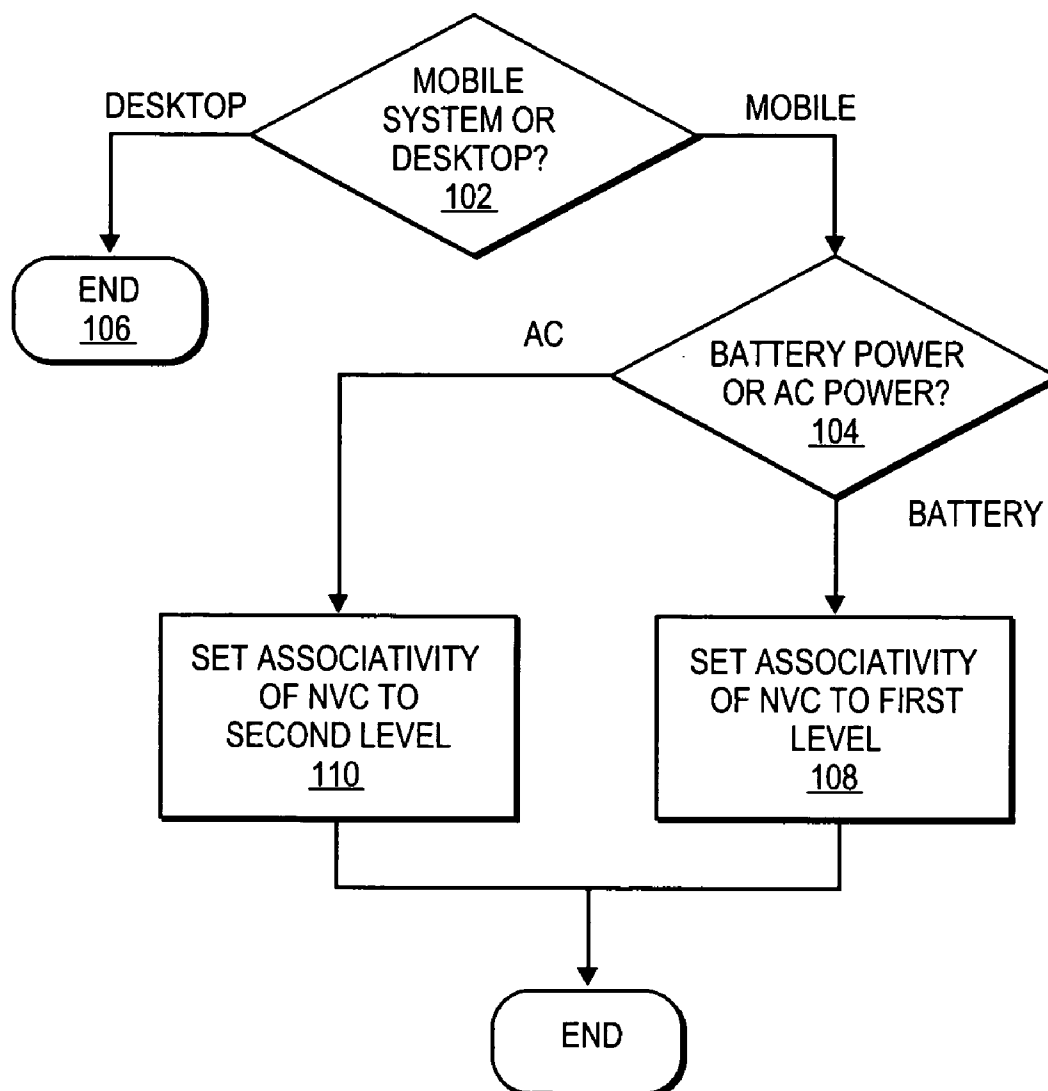 MOBILE
SYSTEM OR
DESKTOP?
102
DESKTOP
MOBILE
END
106
AC
BATTERY POWER
OR AC POWER?
104
BATTERY
SET ASSOCIATIVITY
OF NVC TO
SECOND LEVEL
110
SET ASSOCIATIVITY
OF NVC TO FIRST
LEVEL
108
END